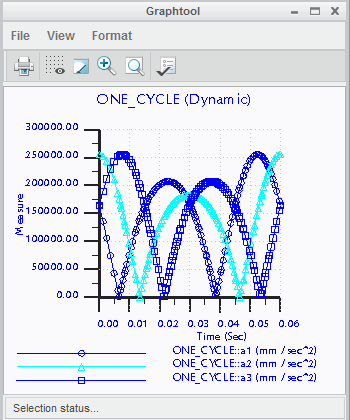 Graphtool
File View Format
ONE_CYCLE (Dynamic)
300000.00
250000.00
200000.00
150000.00
100000.00
50000.00
0.00
Measure
0.00 0.01 0.02 0.03 0.04 0.05 0.06
Time (Sec)
ONE_CYCLE::a1 (mm /sec^2)
ONE_CYCLE::a2 (mm /sec^2)
ONE_CYCLE::a3 (mm /sec^2)
Selection status...